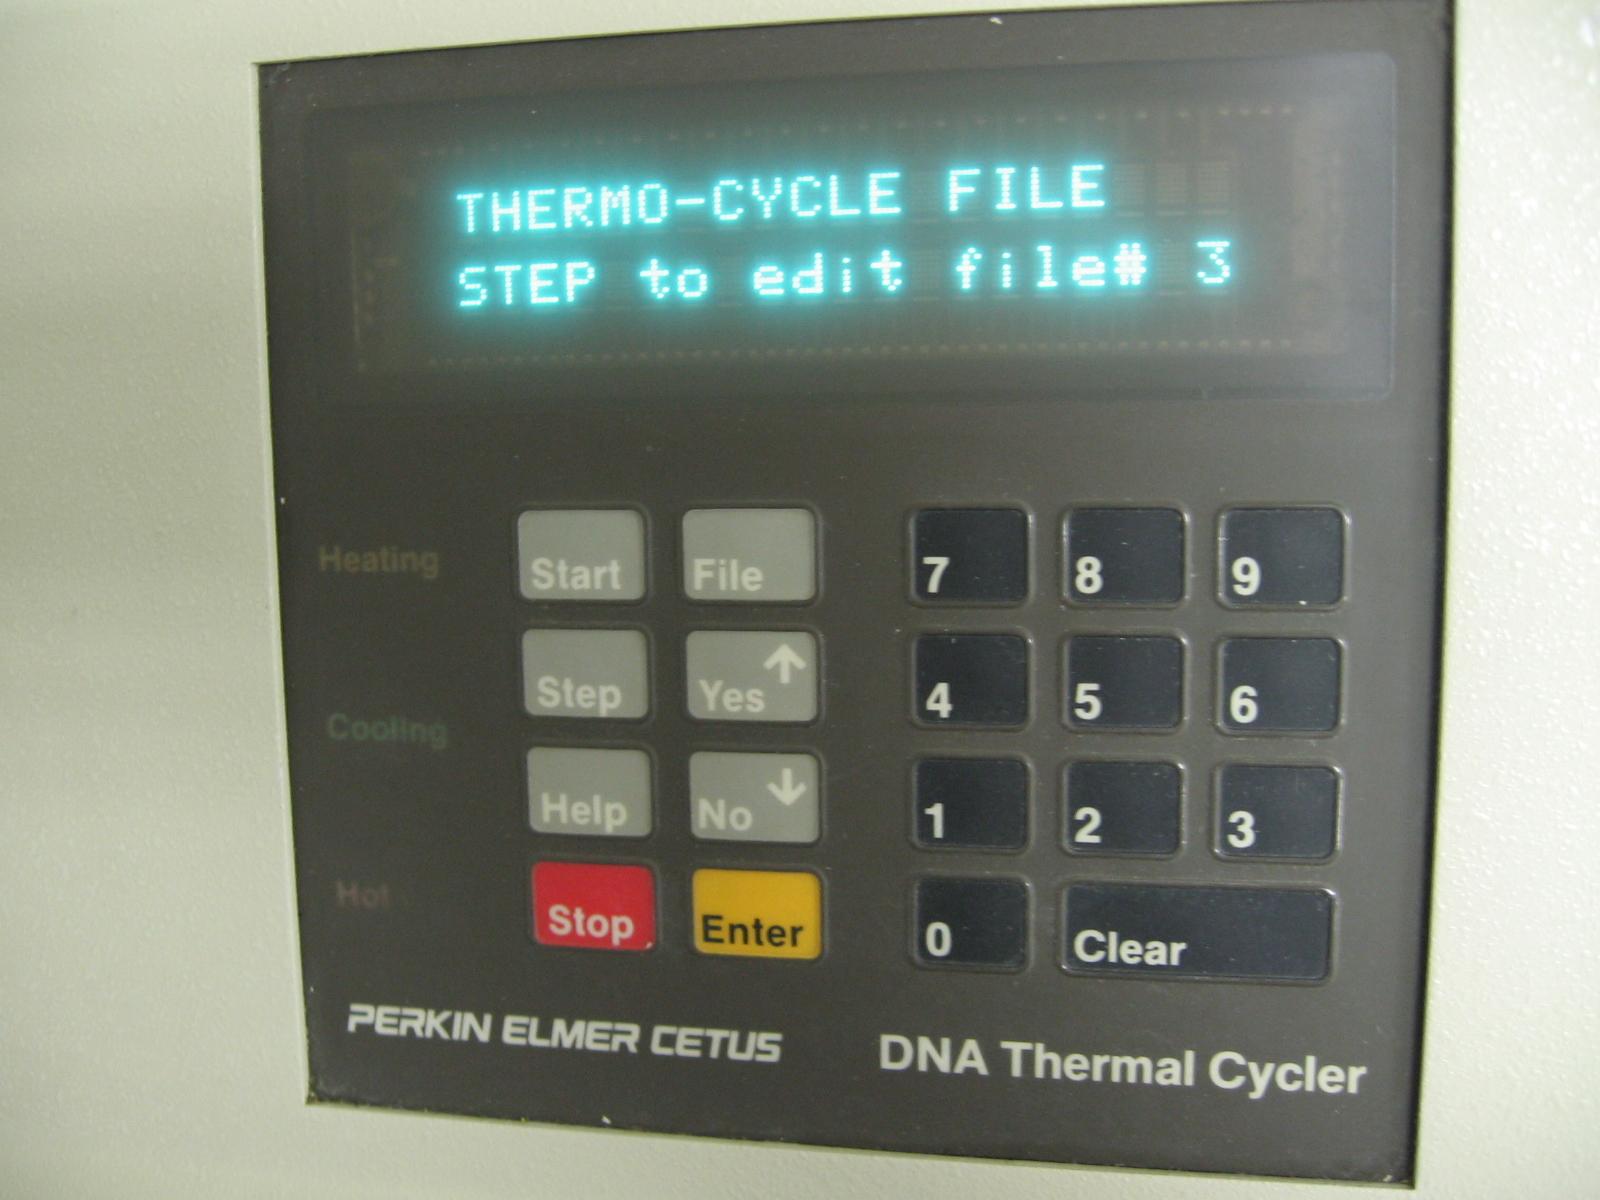 THERMO-CYCLE FILE
STEP to edit file# 3
Heating
Start
File
7
8
9
Cooling
Step
Yes ↑
4
5
6
Help
No ↓
1
2
3
Hot
Stop
Enter
0
Clear
PERKIN ELMER CETUS
DNA Thermal Cycler